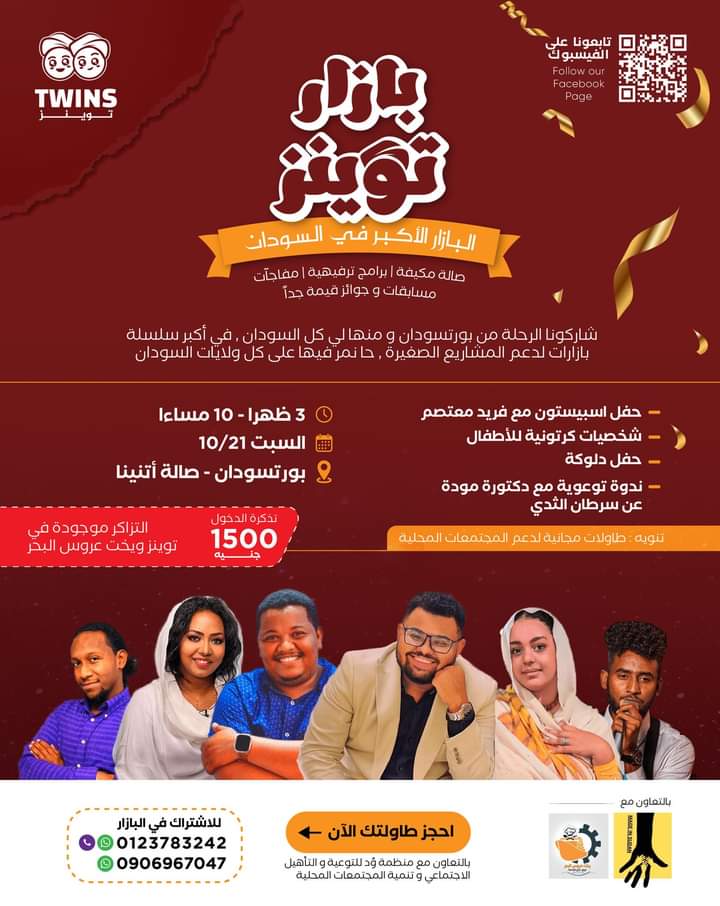 TWINS
توينز
تابعونا على
الفيسبوك
Follow our
Facebook
Page
بازار
توينز
البازار الأكبر في السودان
صالة مكيفة | برامج ترفيهية | مفاجآت
مسابقات و جوائز قيمة جداً
شاركونا الرحلة من بورتسودان و منها لي كل السودان , في أكبر سلسلة
بازارات لدعم المشاريع الصغيرة , حا نمر فيها على كل ولايات السودان
حفل اسبيستون مع فريد معتصم
شخصيات كرتونية للأطفال
حفل دلوكة
ندوة توعوية مع دكتورة مودة
عن سرطان الثدي
3 ظهرا - 10 مساءا
السبت 10/21
بورتسودان - صالة أتنينا
تنويه : طاولات مجانية لدعم المجتمعات المحلية
تذكرة الدخول
1500
جنيه
التزاكر موجودة في
توينز ويخت عروس البحر
بالتعاون مع
MADE IN SUDAN
احجز طاولتك الآن
بالتعاون مع منظمة وُد للتوعية و التأهيل
الاجتماعي و تنمية المجتمعات المحلية
للاشتراك في البازار
0123783242
0906967047